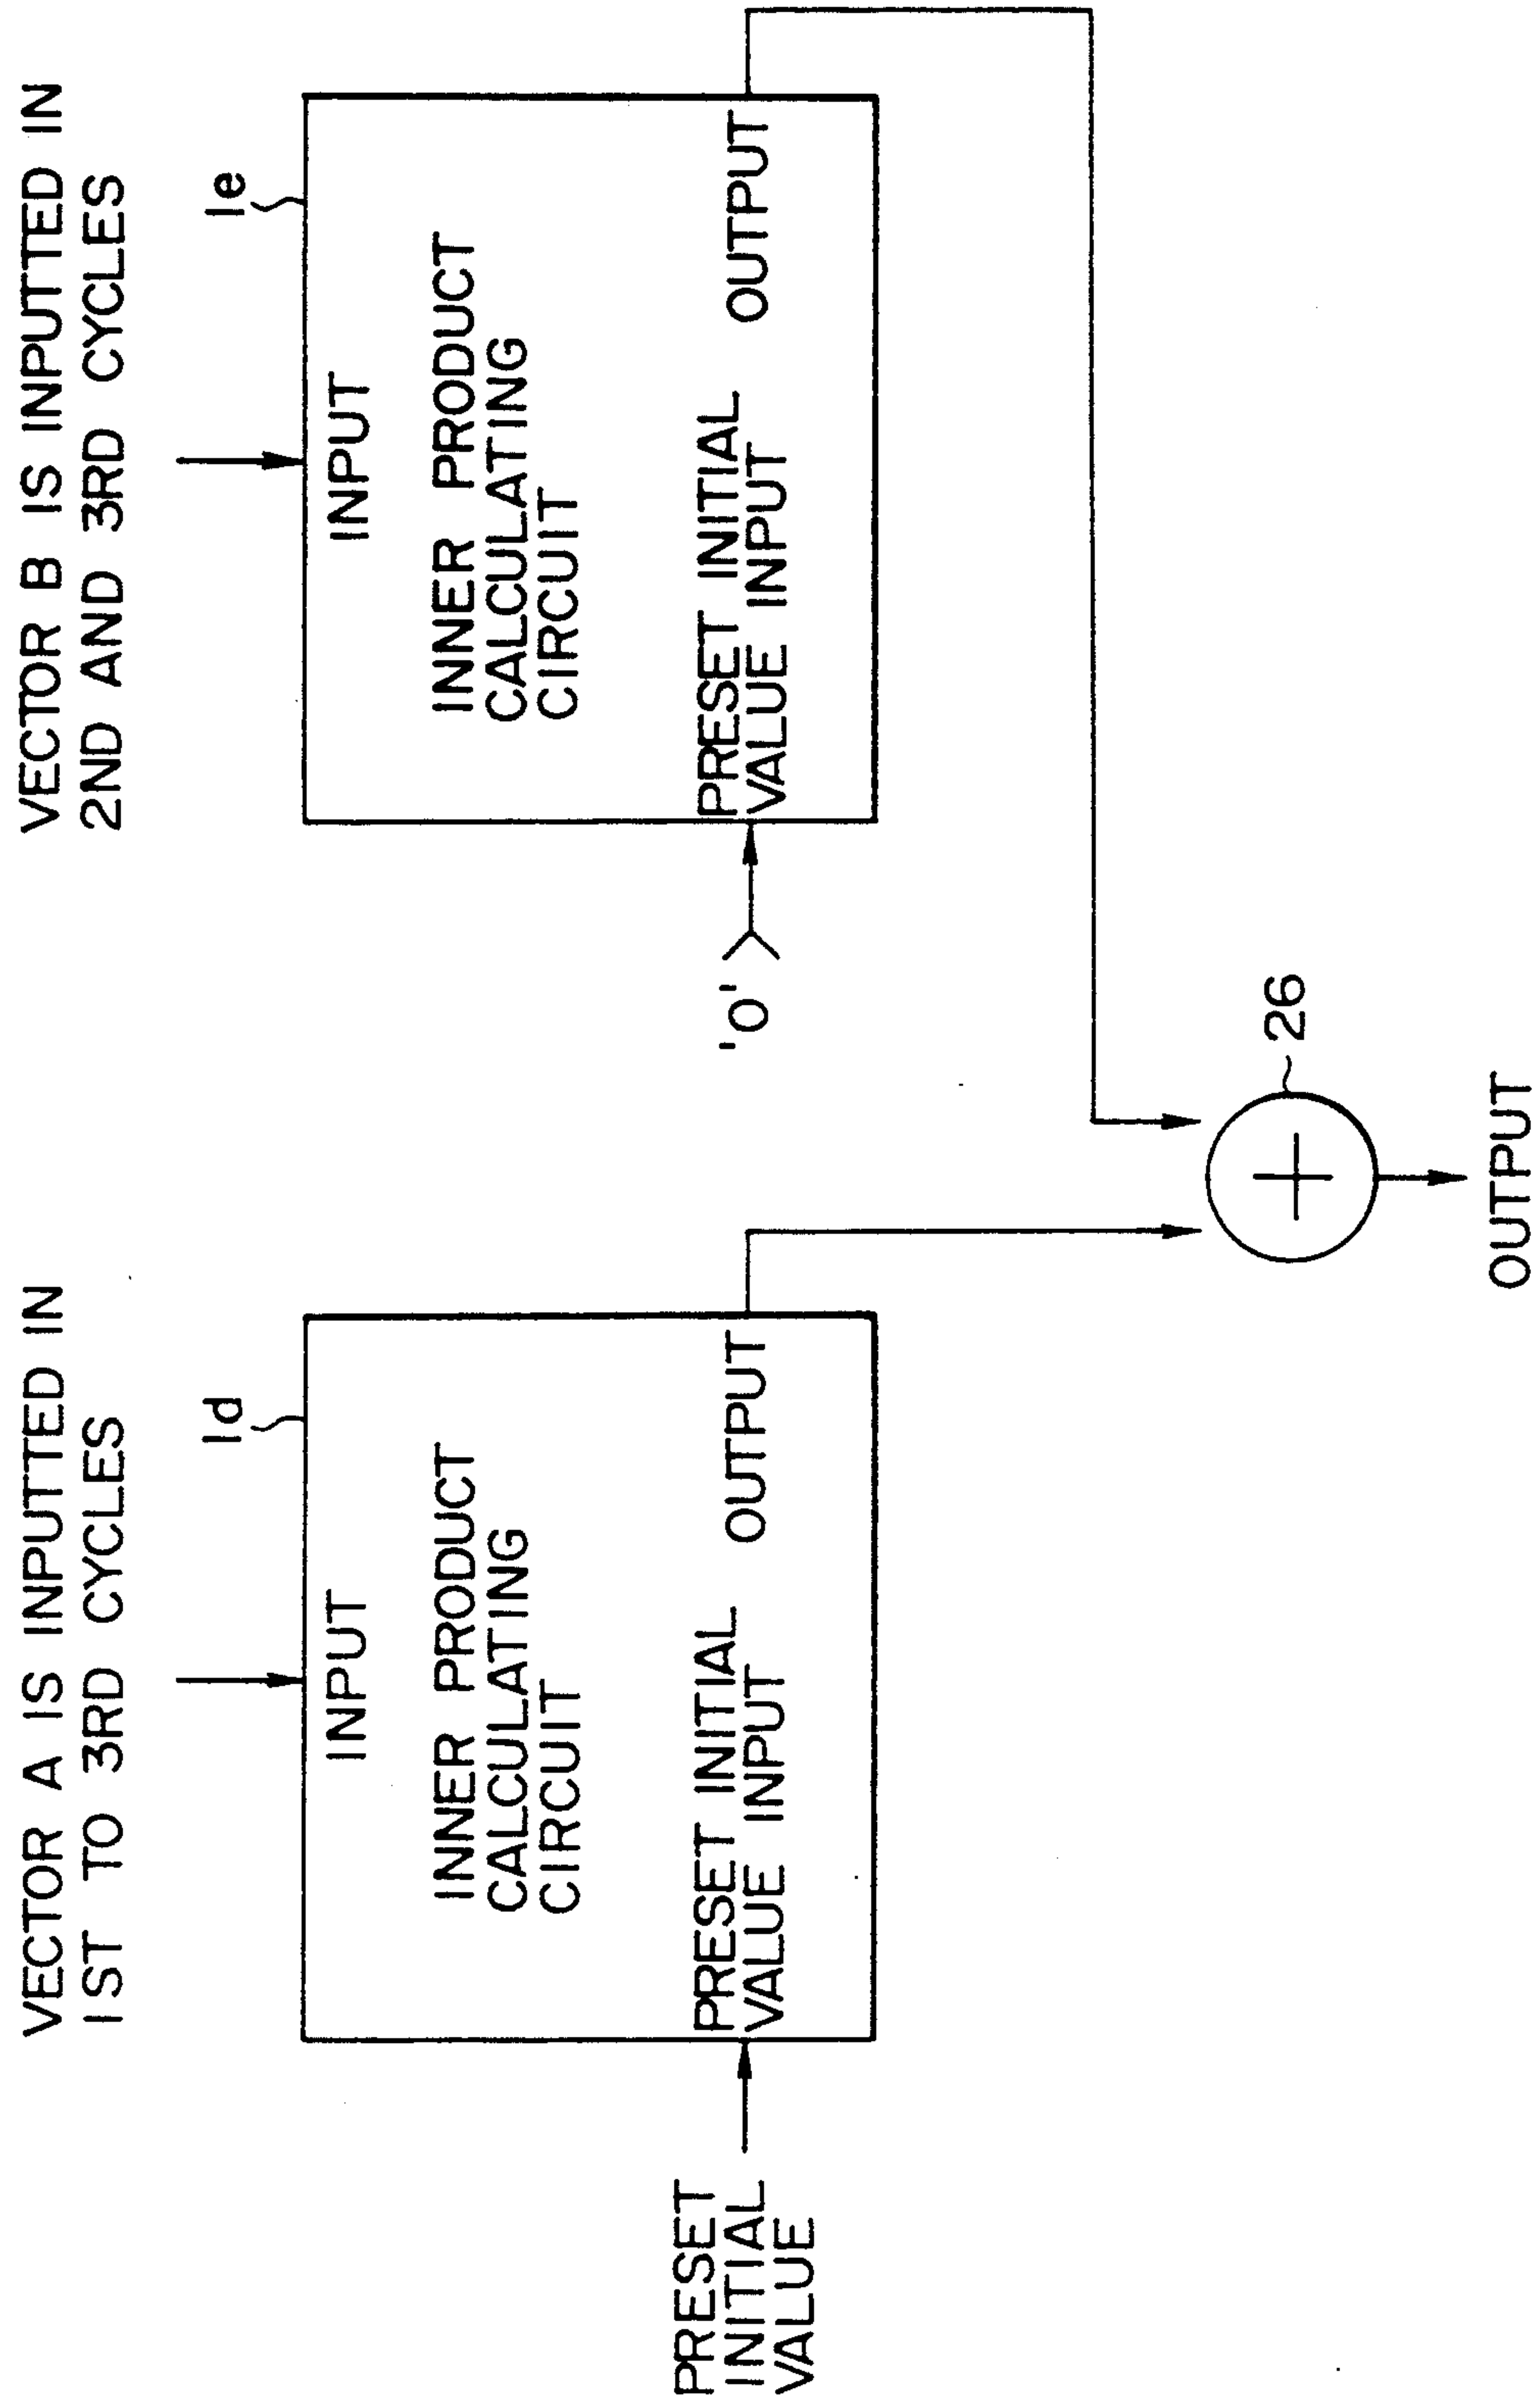 VECTOR A IS INPUTTED IN
1ST TO 3RD CYCLES
1d
INPUT
INNER PRODUCT
CALCULATING
CIRCUIT
PRESET INITIAL
VALUE INPUT
OUTPUT
PRESET
INITIAL
VALUE
VECTOR B IS INPUTTED IN
2ND AND 3RD CYCLES
1e
INPUT
INNER PRODUCT
CALCULATING
CIRCUIT
PRESET INITIAL
VALUE INPUT
OUTPUT
'0'
+
26
OUTPUT